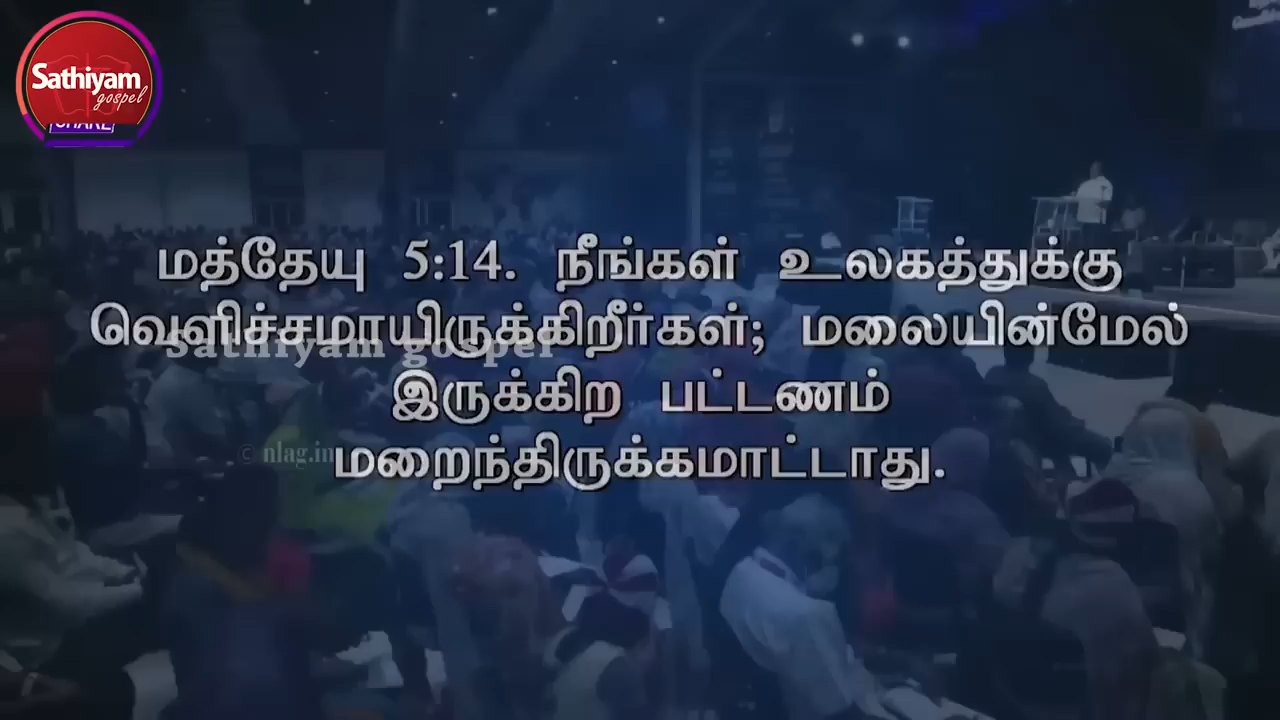 Sathiyam
gospel
SHARE
மத்தேயு 5:14. நீங்கள் உலகத்துக்கு
வெளிச்சமாயிருக்கிறீர்கள்; மலையின்மேல்
Sathiyam gospel
இருக்கிற பட்டணம்
© nlag.in
மறைந்திருக்கமாட்டாது.